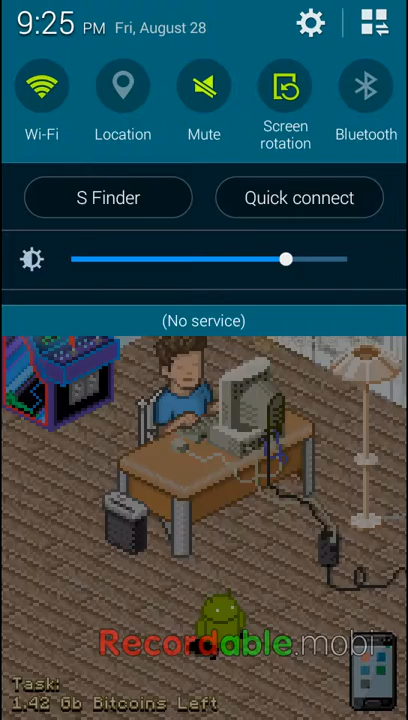 9:25 PM Fri, August 28
Wi-Fi Location Mute Screen rotation Bluetooth
S Finder Quick connect
(No service)
Recordable.mobi
Task:
1.42 Gb Bitcoins Left